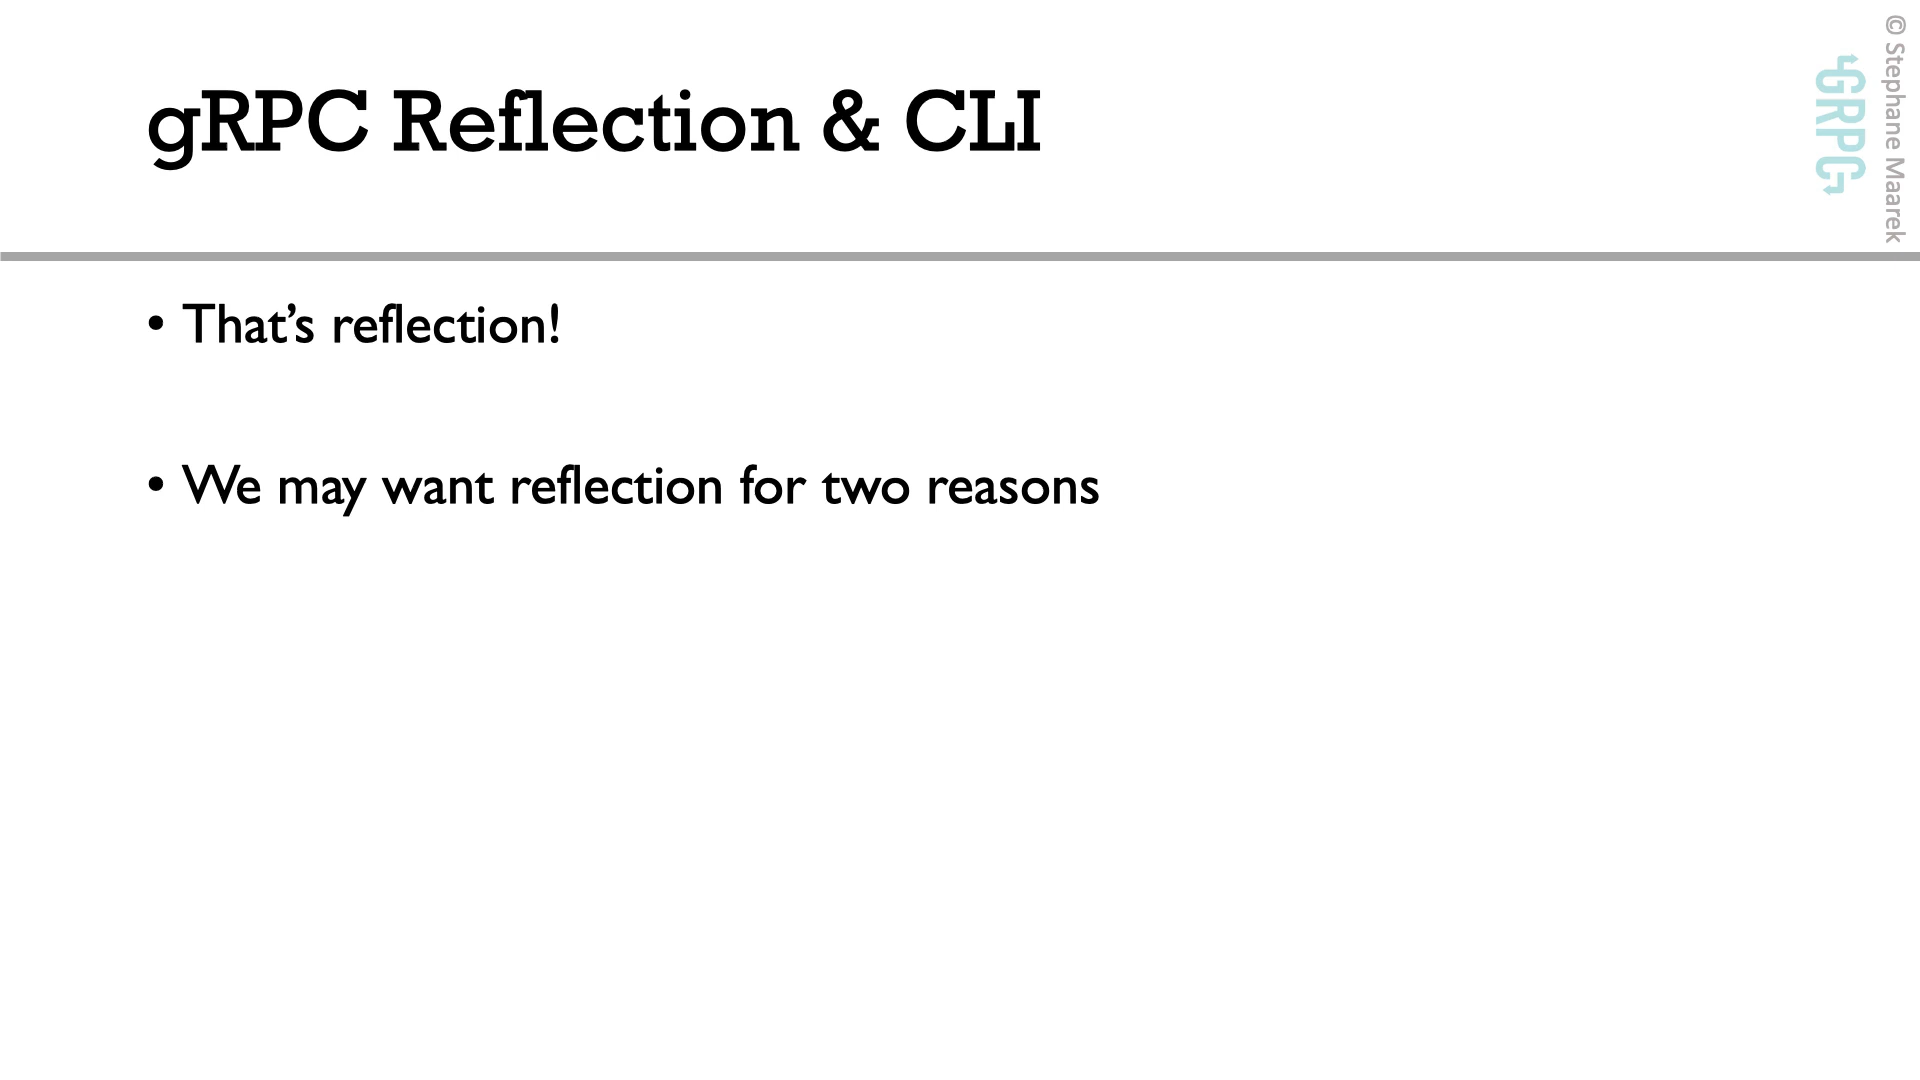 gRPC Reflection & CLI
GRPC
© Stephane Maarek
• That’s reflection!
• We may want reflection for two reasons